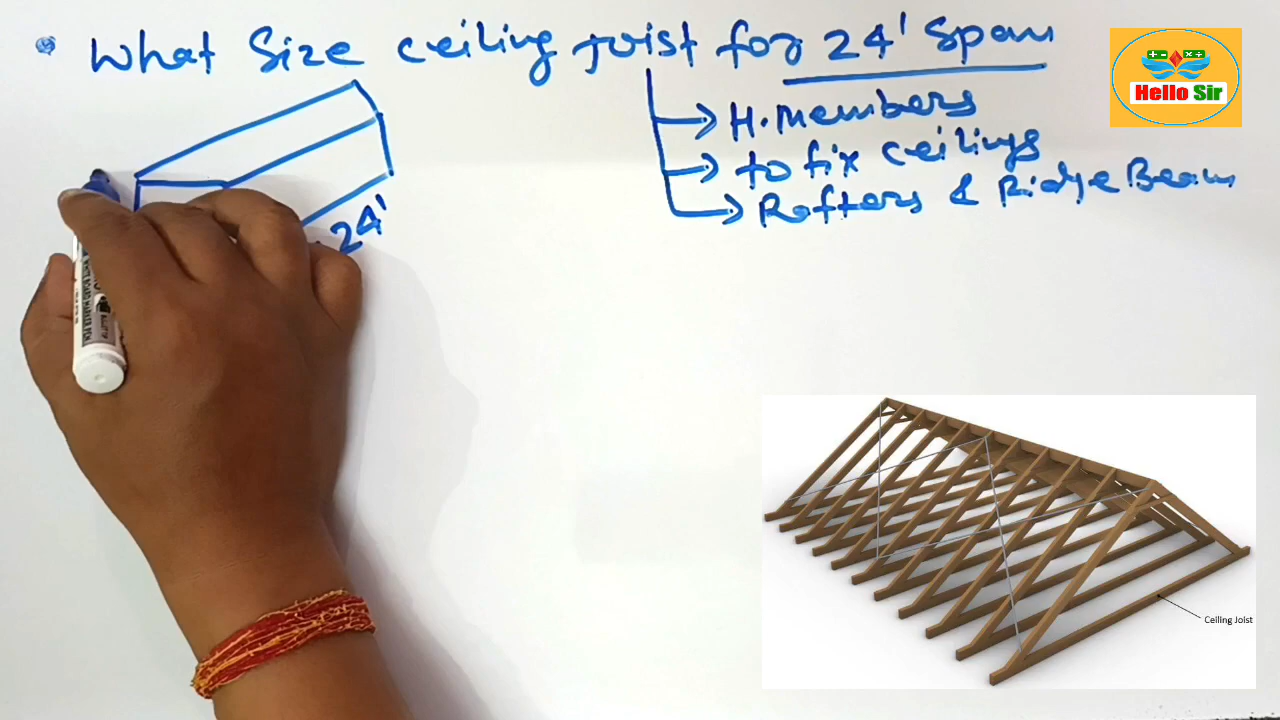 What Size ceiling Joist for 24' Span
→ H. Members
→ to fix ceilings
→ Rafters & Ridge Beam
24'
+ - × ÷
Hello Sir
Ceiling Joist